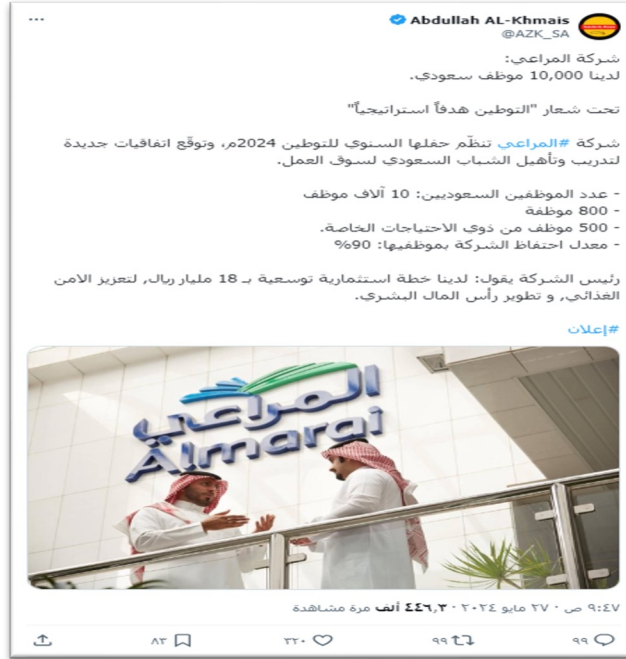 Abdullah AL-Khmais
@AZK_SA
شركة المراعي:
لدينا 10,000 موظف سعودي.
تحت شعار "التوطين هدفاً استراتيجياً"
شركة #المراعي تنظّم حفلها السنوي للتوطين 2024م، وتوقّع اتفاقيات جديدة
لتدريب وتأهيل الشباب السعودي لسوق العمل.
- عدد الموظفين السعوديين: 10 آلاف موظف
- 800 موظفة
- 500 موظف من ذوي الاحتياجات الخاصة.
- معدل احتفاظ الشركة بموظفيها: 90%
رئيس الشركة يقول: لدينا خطة استثمارية توسعية بـ 18 مليار ريال, لتعزيز الامن
الغذائي, و تطوير رأس المال البشري.
#إعلان
المراعي
Almarai
٩:٤٧ ص · ٢٧ مايو ٢٠٢٤ · ٤٤٦,٣ ألف مرة مشاهدة
٩٩ ٩٩ ٢٢٠ ٨٣